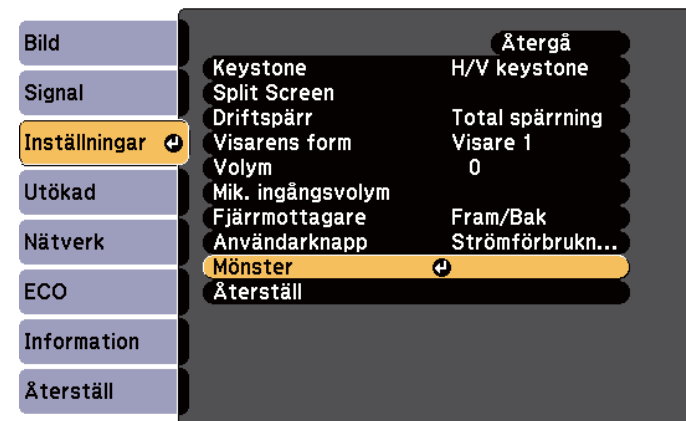 Bild
Signal
Inställningar
Utökad
Nätverk
ECO
Information
Återställ
Återgå
Keystone H/V keystone
Split Screen
Driftspärr Total spärrning
Visarens form Visare 1
Volym 0
Mik. ingångsvolym
Fjärrmottagare Fram/Bak
Användarknapp Strömförbrukn...
Mönster
Återställ